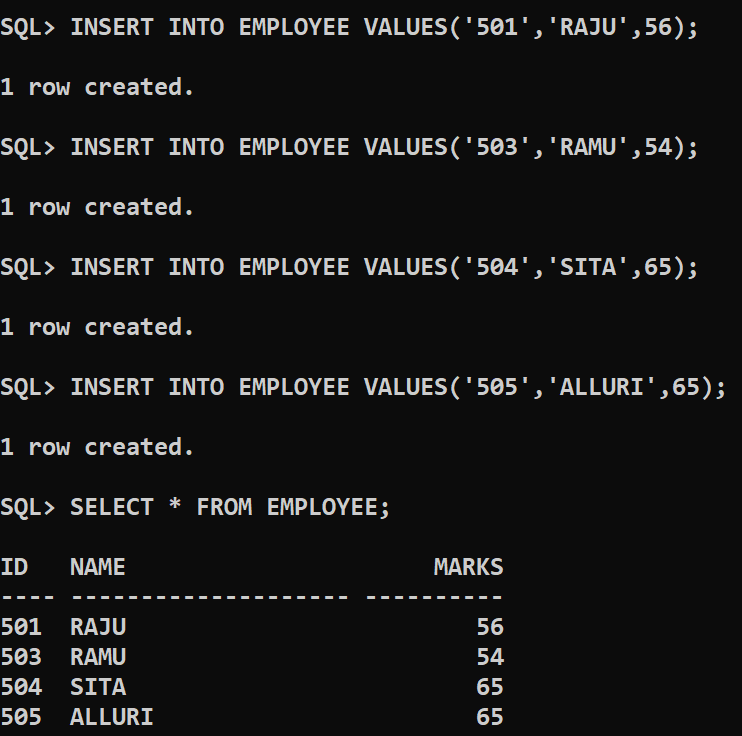 SQL> INSERT INTO EMPLOYEE VALUES('501','RAJU',56);
1 row created.
SQL> INSERT INTO EMPLOYEE VALUES('503','RAMU',54);
1 row created.
SQL> INSERT INTO EMPLOYEE VALUES('504','SITA',65);
1 row created.
SQL> INSERT INTO EMPLOYEE VALUES('505','ALLURI',65);
1 row created.
SQL> SELECT * FROM EMPLOYEE;
ID   NAME                      MARKS
---- -------------------- ----------
501  RAJU                         56
503  RAMU                         54
504  SITA                         65
505  ALLURI                       65